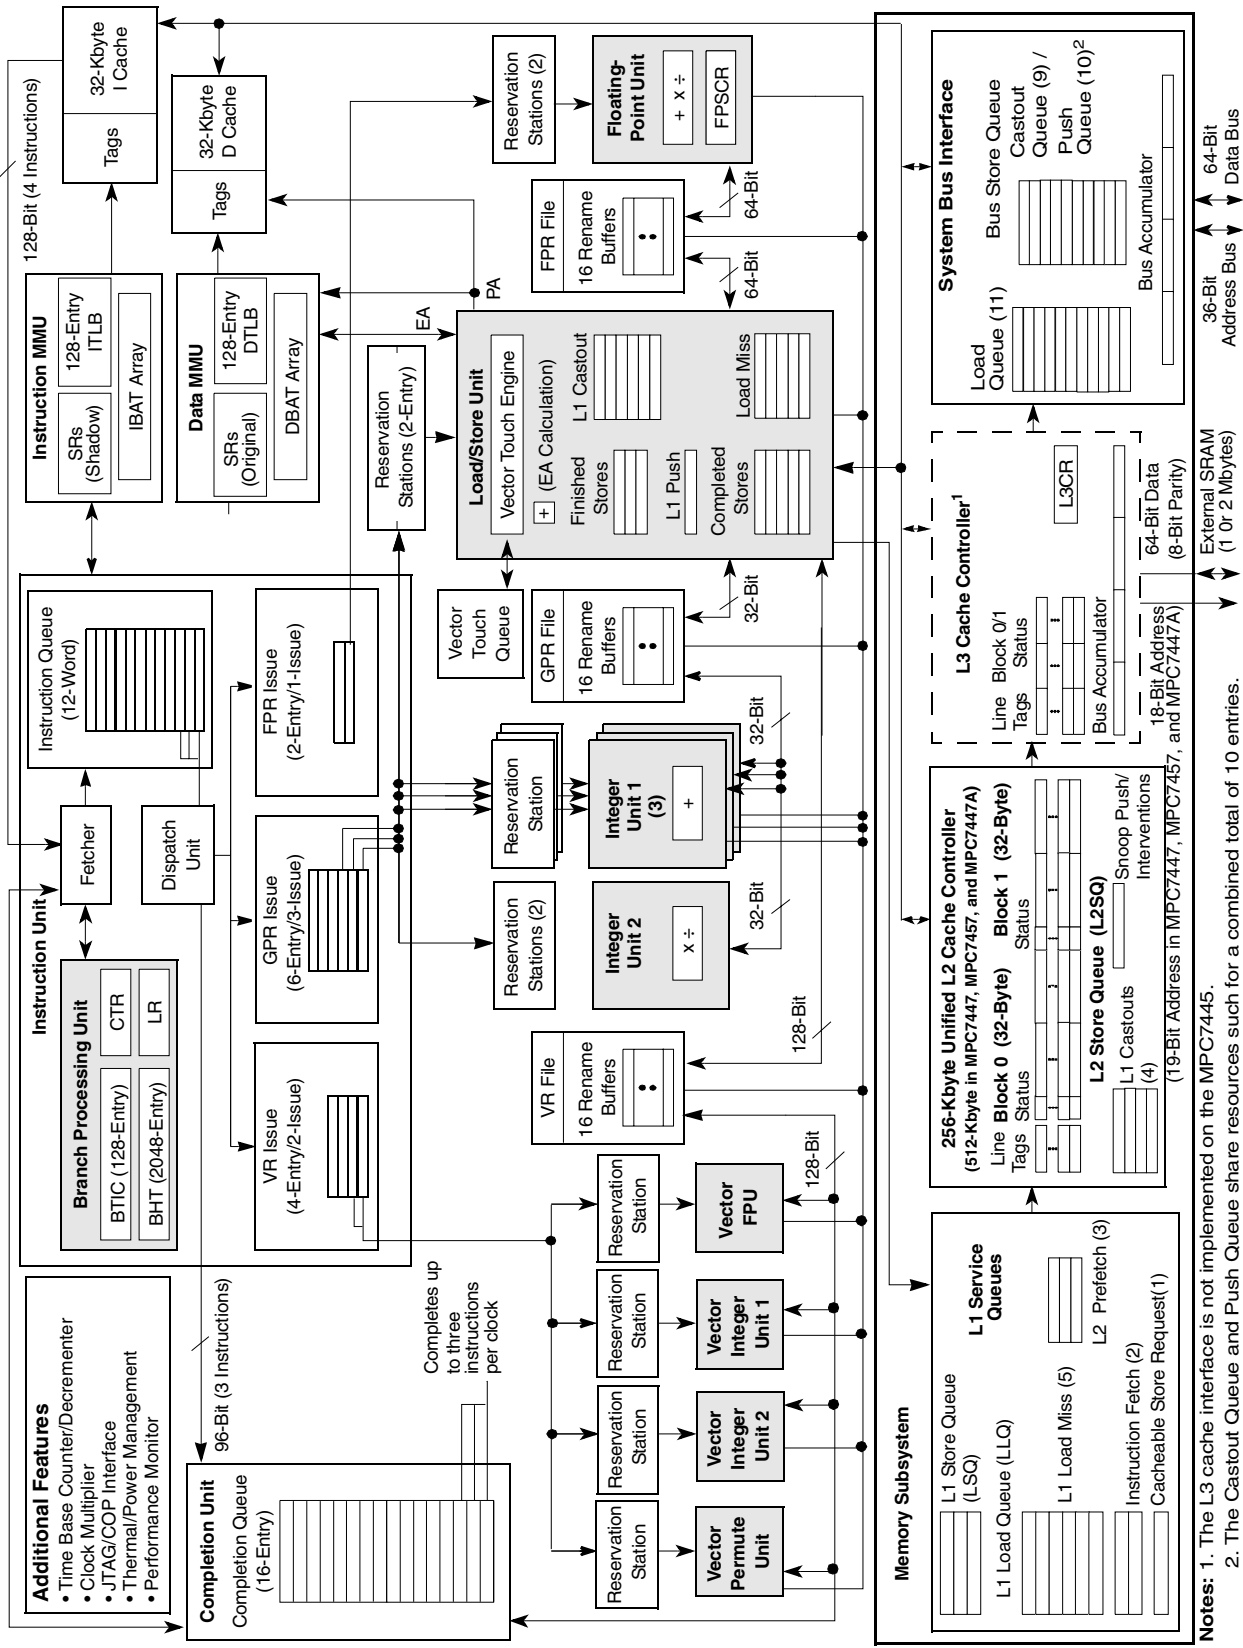 Additional Features
• Time Base Counter/Decrementer
• Clock Multiplier
• JTAG/COP Interface
• Thermal/Power Management
• Performance Monitor
Instruction Unit
Branch Processing Unit
BTIC (128-Entry)
CTR
BHT (2048-Entry)
LR
Fetcher
Dispatch
Unit
Instruction Queue
(12-Word)
VR Issue
(4-Entry/2-Issue)
GPR Issue
(6-Entry/3-Issue)
FPR Issue
(2-Entry/1-Issue)
96-Bit (3 Instructions)
128-Bit (4 Instructions)
Instruction MMU
SRs
(Shadow)
128-Entry
ITLB
IBAT Array
Tags
32-Kbyte
I Cache
Data MMU
SRs
(Original)
128-Entry
DTLB
DBAT Array
Tags
32-Kbyte
D Cache
EA
PA
Completion Unit
Completion Queue
(16-Entry)
Completes up
to three
instructions
per clock
Reservation
Stations (2-Entry)
Vector
Touch
Queue
Load/Store Unit
Vector Touch Engine
+
(EA Calculation)
Finished
Stores
L1 Castout
L1 Push
Completed
Stores
Load Miss
Reservation
Station
Reservation
Station
Reservation
Station
Reservation
Station
Vector
Permute
Unit
Vector
Integer
Unit 2
Vector
Integer
Unit 1
Vector
FPU
VR File
16 Rename
Buffers
128-Bit
128-Bit
Reservation
Stations (2)
Integer
Unit 2
x ÷
Reservation
Station
Integer
Unit 1
(3)
+
32-Bit
32-Bit
GPR File
16 Rename
Buffers
32-Bit
FPR File
16 Rename
Buffers
64-Bit
64-Bit
Reservation
Stations (2)
Floating-
Point Unit
+ x ÷
FPSCR
Memory Subsystem
L1 Store Queue
(LSQ)
L1 Load Queue (LLQ)
L1 Load Miss (5)
Instruction Fetch (2)
Cacheable Store Request(1)
L1 Service
Queues
L2 Prefetch (3)
256-Kbyte Unified L2 Cache Controller
(512-Kbyte in MPC7447, MPC7457, and MPC7447A)
Line
Tags
Block 0 (32-Byte)
Status
Block 1 (32-Byte)
Status
L2 Store Queue (L2SQ)
L1 Castouts
(4)
Snoop Push/
Interventions
L3 Cache Controller1
Line
Tags
Block 0/1
Status
L3CR
Bus Accumulator
18-Bit Address
(19-Bit Address in MPC7447, MPC7457, and MPC7447A)
64-Bit Data
(8-Bit Parity)
External SRAM
(1 0r 2 Mbytes)
System Bus Interface
Load
Queue (11)
Bus Store Queue
Castout
Queue (9) /
Push
Queue (10)2
Bus Accumulator
36-Bit
Address Bus
64-Bit
Data Bus
Notes: 1. The L3 cache interface is not implemented on the MPC7445.
2. The Castout Queue and Push Queue share resources such for a combined total of 10 entries.